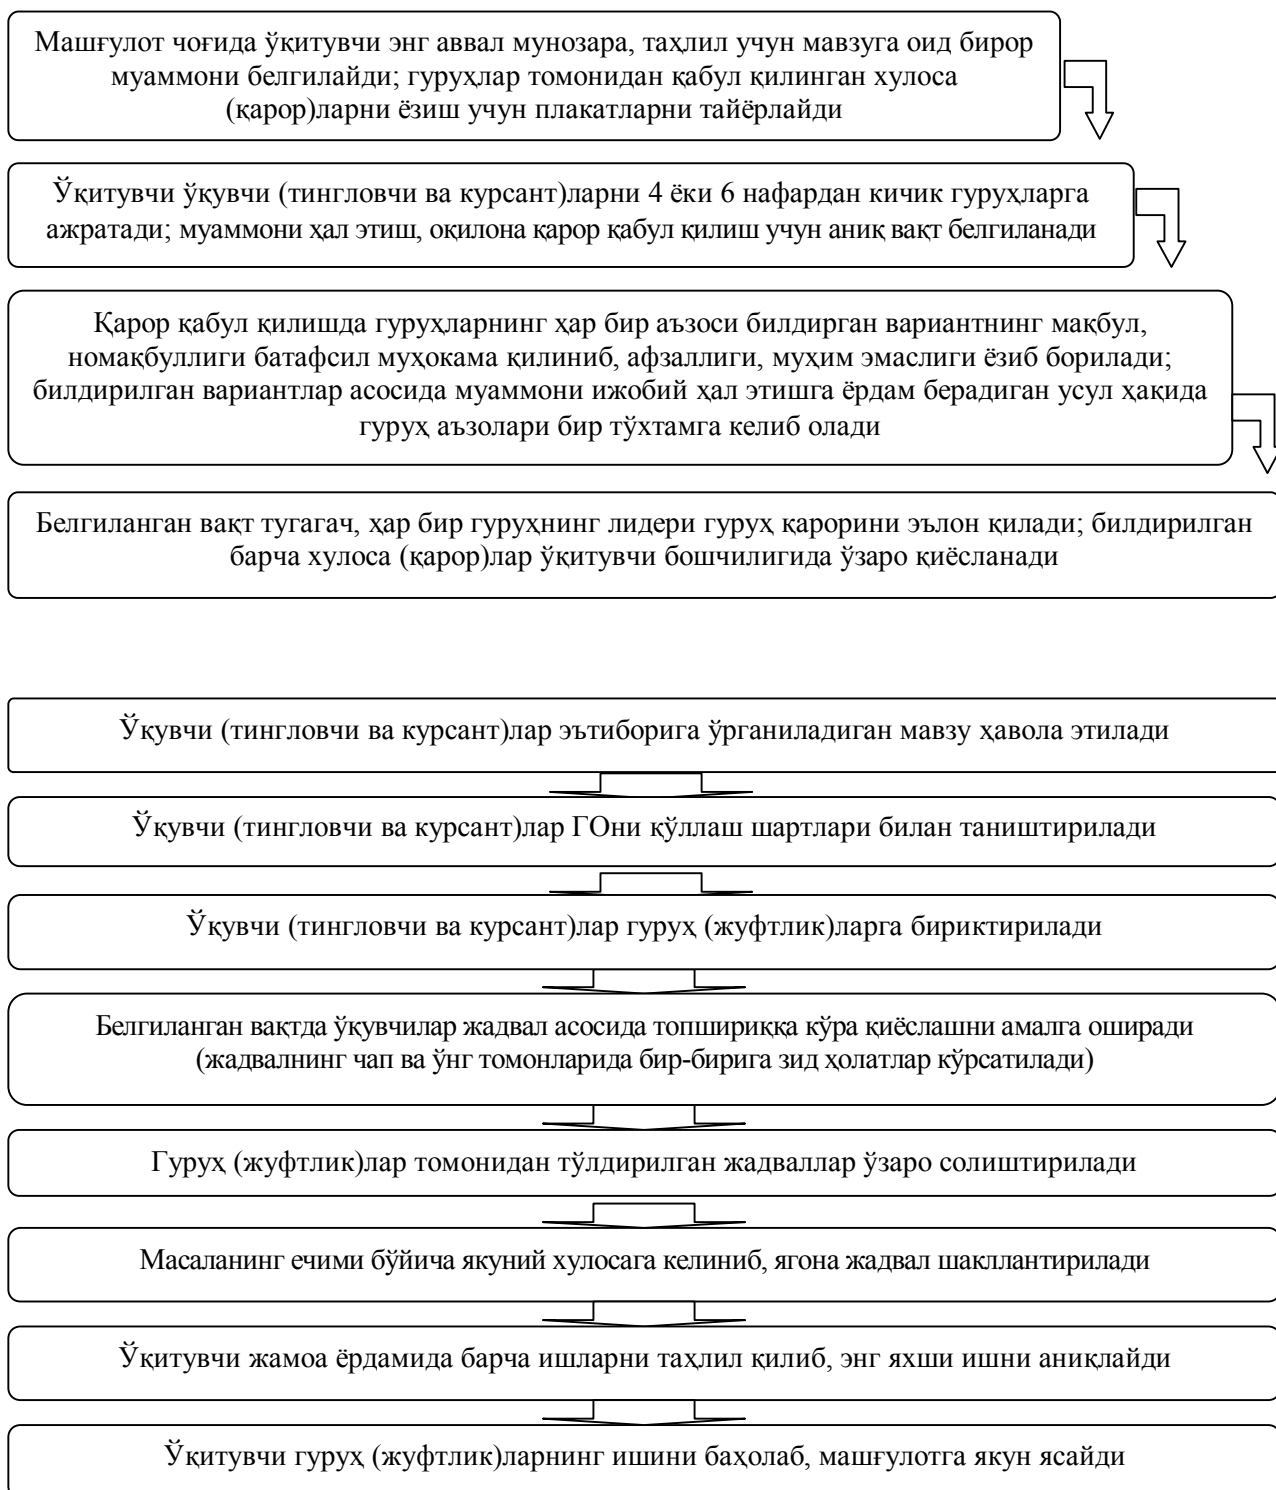 Машғулот чоғида ўқитувчи энг аввал мунозара, таҳлил учун мавзуга оид бирор
муаммони белгилайди; гуруҳлар томонидан қабул қилинган хулоса
(қарор)ларни ёзиш учун плакатларни тайёрлайди
Ўқитувчи ўқувчи (тингловчи ва курсант)ларни 4 ёки 6 нафардан кичик гуруҳларга
ажратади; муаммони ҳал этиш, оқилона қарор қабул қилиш учун аниқ вақт белгиланади
Қарор қабул қилишда гуруҳларнинг ҳар бир аъзоси билдирган вариантнинг мақбул,
номақбуллиги батафсил муҳокама қилиниб, афзаллиги, муҳим эмаслиги ёзиб борилади;
билдирилган вариантлар асосида муаммони ижобий ҳал этишга ёрдам берадиган усул ҳақида
гуруҳ аъзолари бир тўхтамга келиб олади
Белгиланган вақт тугагач, ҳар бир гуруҳнинг лидери гуруҳ қарорини эълон қилади; билдирилган
барча хулоса (қарор)лар ўқитувчи бошчилигида ўзаро қиёсланади
Ўқувчи (тингловчи ва курсант)лар эътиборига ўрганиладиган мавзу ҳавола этилади
Ўқувчи (тингловчи ва курсант)лар ГОни қўллаш шартлари билан таништирилади
Ўқувчи (тингловчи ва курсант)лар гуруҳ (жуфтлик)ларга бириктирилади
Белгиланган вақтда ўқувчилар жадвал асосида топшириққа кўра қиёслашни амалга оширади
(жадвалнинг чап ва ўнг томонларида бир-бирига зид ҳолатлар кўрсатилади)
Гуруҳ (жуфтлик)лар томонидан тўлдирилган жадваллар ўзаро солиштирилади
Масаланинг ечими бўйича якуний хулосага келиниб, ягона жадвал шакллантирилади
Ўқитувчи жамоа ёрдамида барча ишларни таҳлил қилиб, энг яхши ишни аниқлайди
Ўқитувчи гуруҳ (жуфтлик)ларнинг ишини баҳолаб, машғулотга якун ясайди